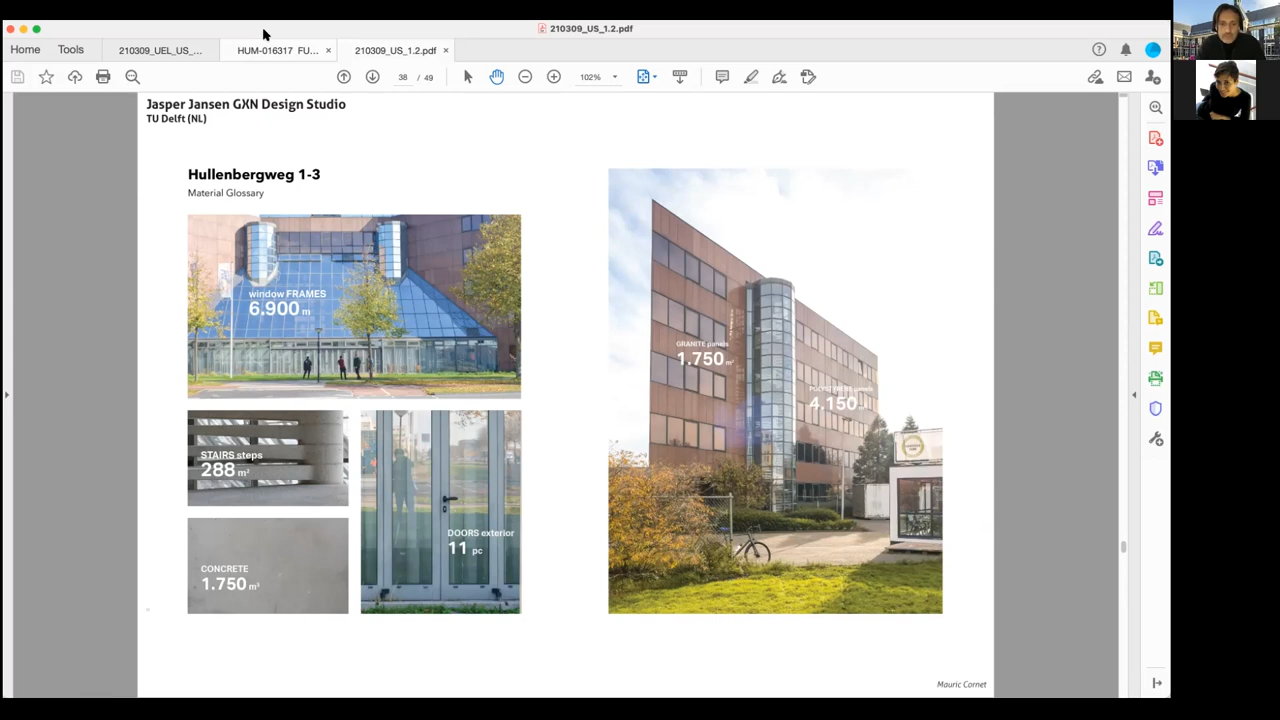 210309_US_1.2.pdf
Home
Tools
210309_UEL_US_...
HUM-016317 FU...
210309_US_1.2.pdf
38 / 49
102%
Jasper Jansen GXN Design Studio
TU Delft (NL)
Hullenbergweg 1-3
Material Glossary
window FRAMES
6.900 m
GRANITE panels
1.750 m²
4.150
STAIRS steps
288 m²
DOORS exterior
11 pc
CONCRETE
1.750 m³
Mauric Cornet